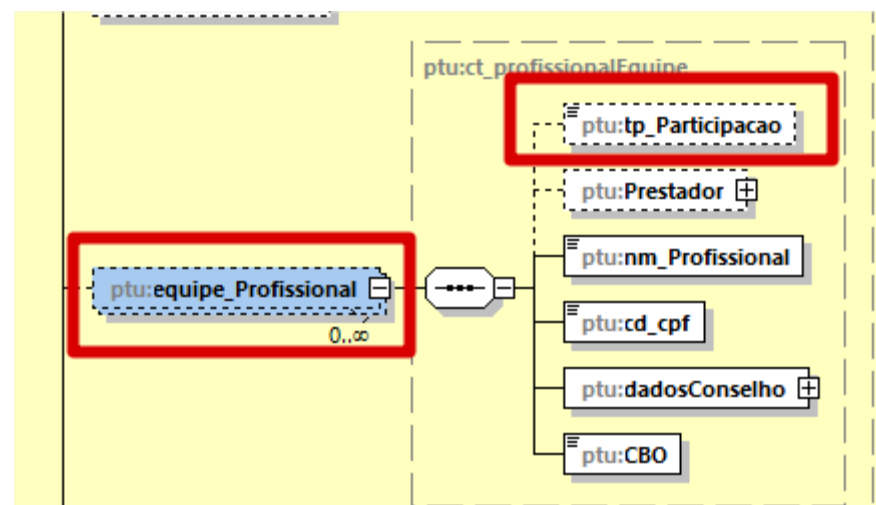 ptu:ct_profissionalEquipe
ptu:tp_Participacao
ptu:Prestador
ptu:nm_Profissional
ptu:equipe_Profissional
0..∞
ptu:cd_cpf
ptu:dadosConselho
ptu:CBO